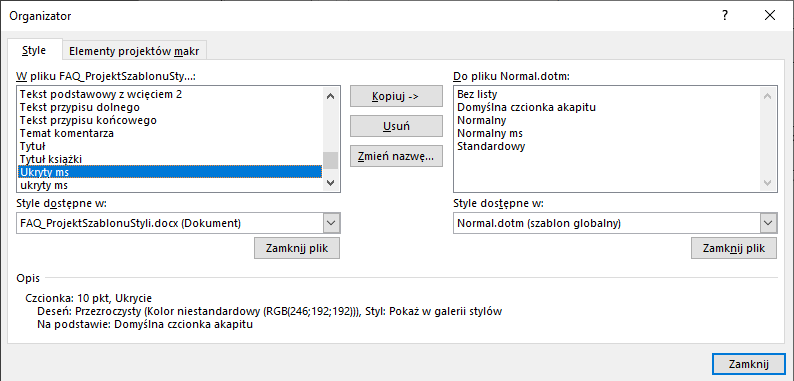 Organizator
? ×
Style
Elementy projektów makr
W pliku FAQ_ProjektSzablonuSty...:
Tekst podstawowy z wcięciem 2
Tekst przypisu dolnego
Tekst przypisu końcowego
Temat komentarza
Tytuł
Tytuł książki
Ukryty ms
ukryty ms
Style dostępne w:
FAQ_ProjektSzablonuStyli.docx (Dokument)
Zamknij plik
Kopiuj ->
Usuń
Zmień nazwę...
Do pliku Normal.dotm:
Bez listy
Domyślna czcionka akapitu
Normalny
Normalny ms
Standardowy
Style dostępne w:
Normal.dotm (szablon globalny)
Zamknij plik
Opis
Czcionka: 10 pkt, Ukrycie
Deseń: Przezroczysty (Kolor niestandardowy (RGB(246;192;192))), Styl: Pokaż w galerii stylów
Na podstawie: Domyślna czcionka akapitu
Zamknij